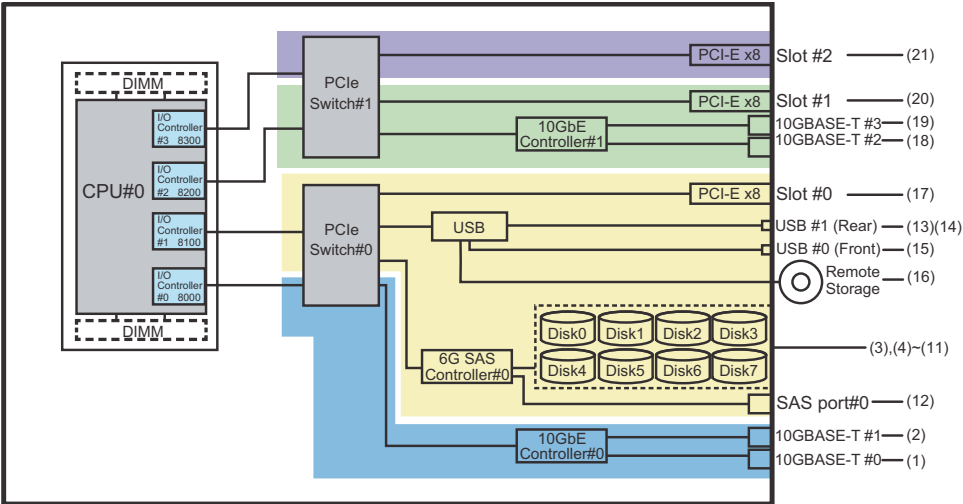 DIMM
CPU#0
I/O
Controller
#3 8300
I/O
Controller
#2 8200
I/O
Controller
#1 8100
I/O
Controller
#0 8000
DIMM
PCIe
Switch#1
PCI-E x8 Slot #2 (21)
PCI-E x8 Slot #1 (20)
10GbE
Controller#1
10GBASE-T #3 (19)
10GBASE-T #2 (18)
PCIe
Switch#0
PCI-E x8 Slot #0 (17)
USB
USB #1 (Rear) (13)(14)
USB #0 (Front) (15)
Remote
Storage
(16)
Disk0 Disk1 Disk2 Disk3
Disk4 Disk5 Disk6 Disk7
(3),(4)~(11)
6G SAS
Controller#0
SAS port#0 (12)
10GbE
Controller#0
10GBASE-T #1 (2)
10GBASE-T #0 (1)